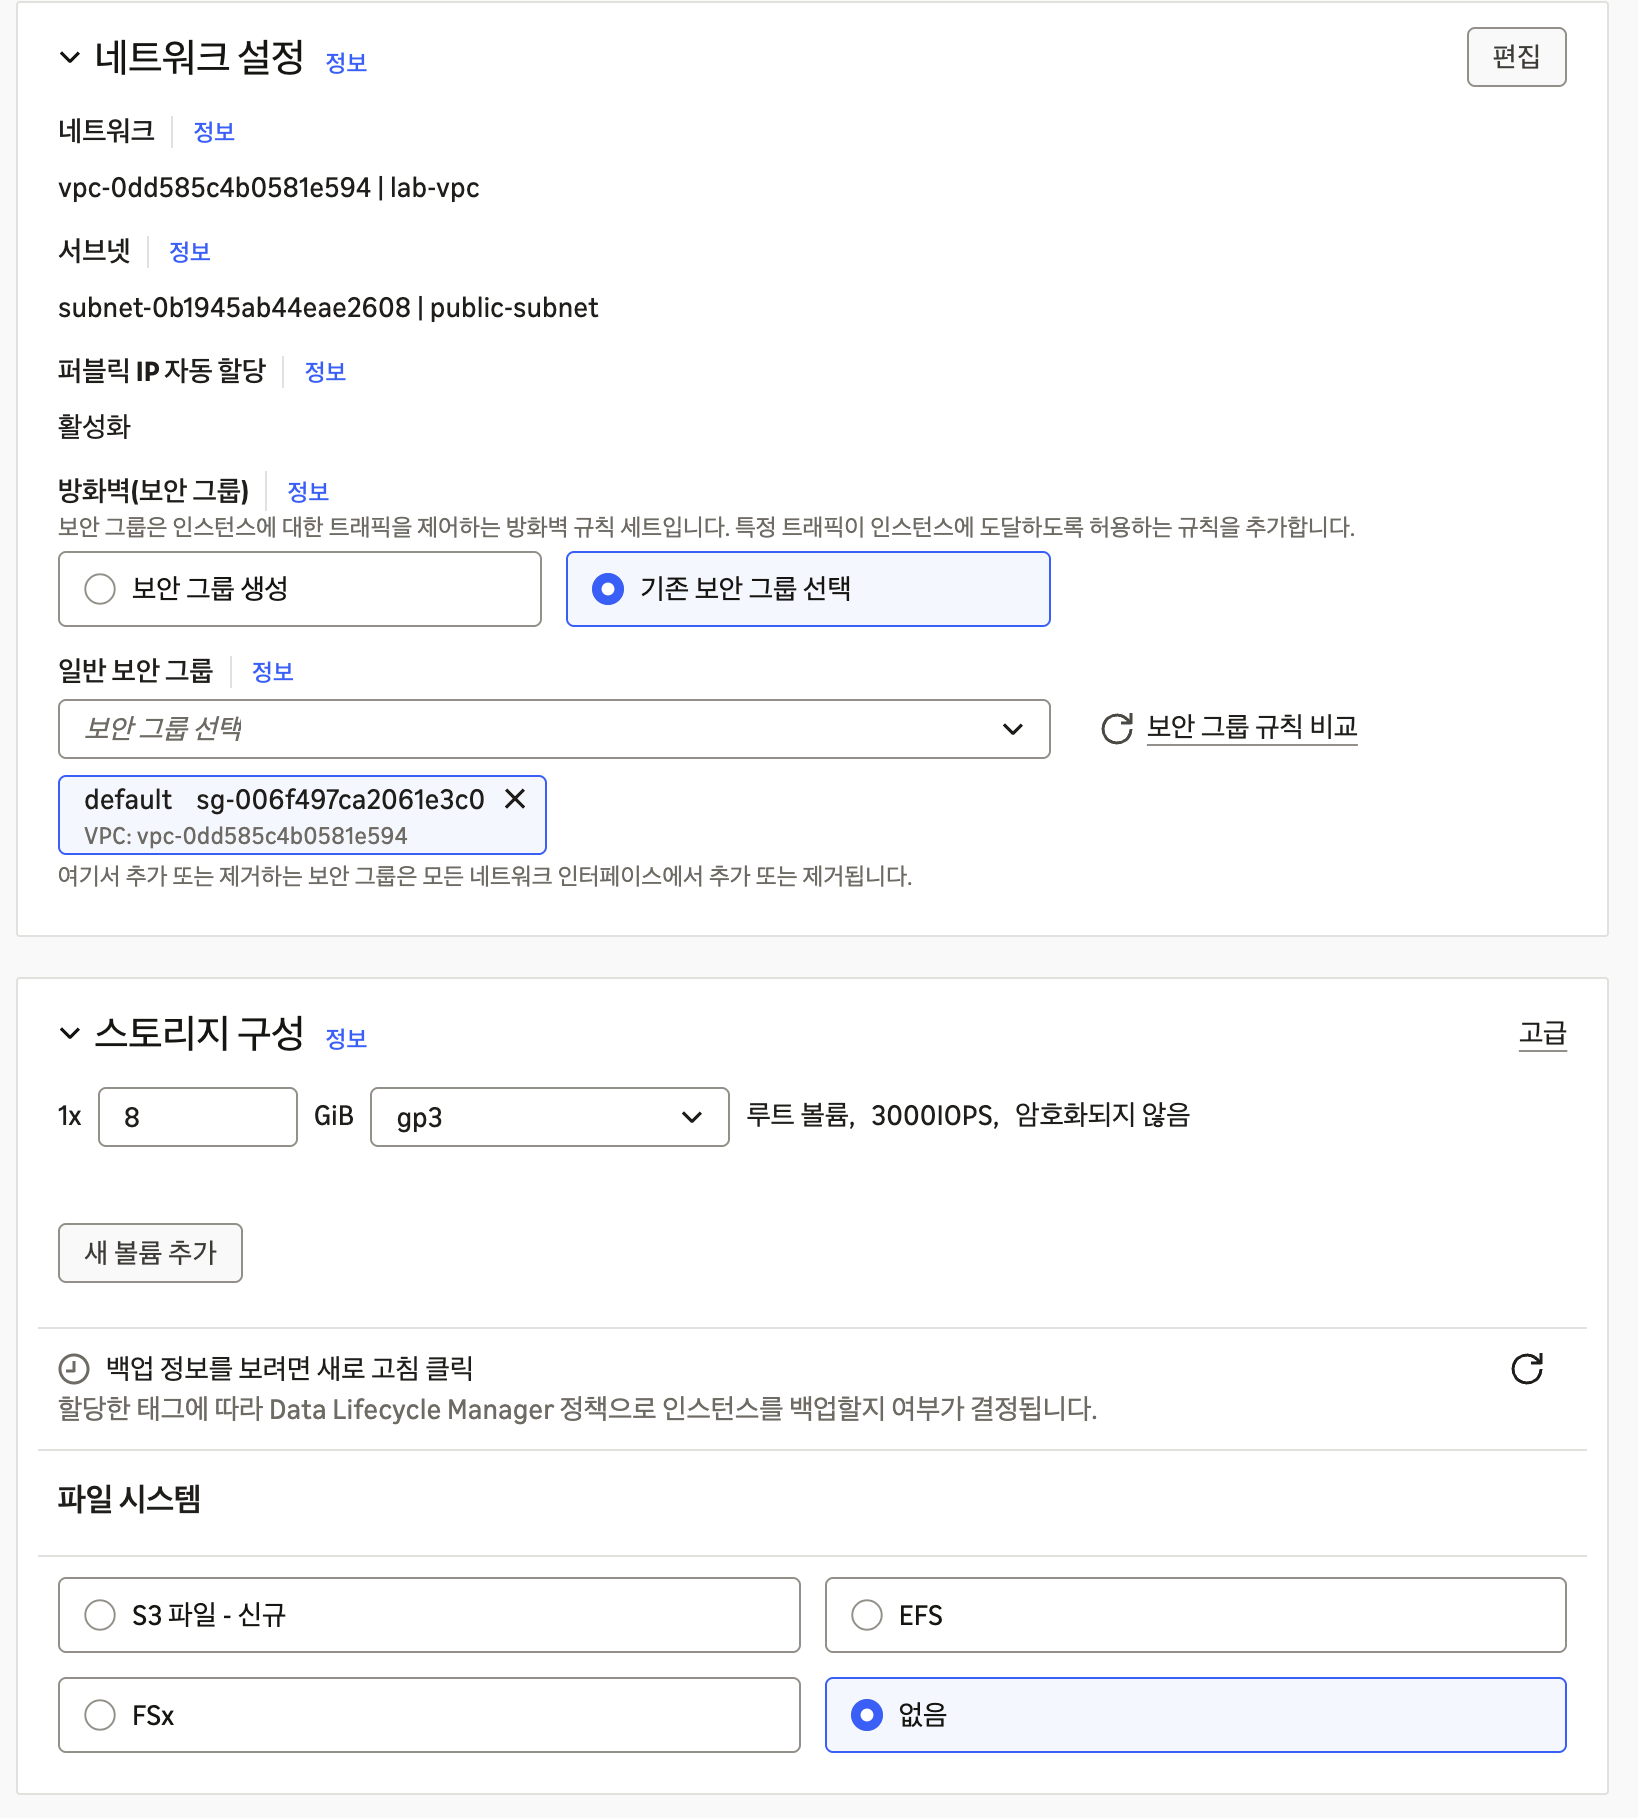 네트워크 설정 정보
편집
네트워크 정보
vpc-0dd585c4b0581e594 | lab-vpc
서브넷 정보
subnet-0b1945ab44eae2608 | public-subnet
퍼블릭 IP 자동 할당 정보
활성화
방화벽(보안 그룹) 정보
보안 그룹은 인스턴스에 대한 트래픽을 제어하는 방화벽 규칙 세트입니다. 특정 트래픽이 인스턴스에 도달하도록 허용하는 규칙을 추가합니다.
보안 그룹 생성
기존 보안 그룹 선택
일반 보안 그룹 정보
보안 그룹 선택
보안 그룹 규칙 비교
default sg-006f497ca2061e3c0
VPC: vpc-0dd585c4b0581e594
여기서 추가 또는 제거하는 보안 그룹은 모든 네트워크 인터페이스에서 추가 또는 제거됩니다.
스토리지 구성 정보
고급
1x 8 GiB gp3 루트 볼륨, 3000IOPS, 암호화되지 않음
새 볼륨 추가
백업 정보를 보려면 새로 고침 클릭
할당한 태그에 따라 Data Lifecycle Manager 정책으로 인스턴스를 백업할지 여부가 결정됩니다.
파일 시스템
S3 파일 - 신규
EFS
FSx
없음